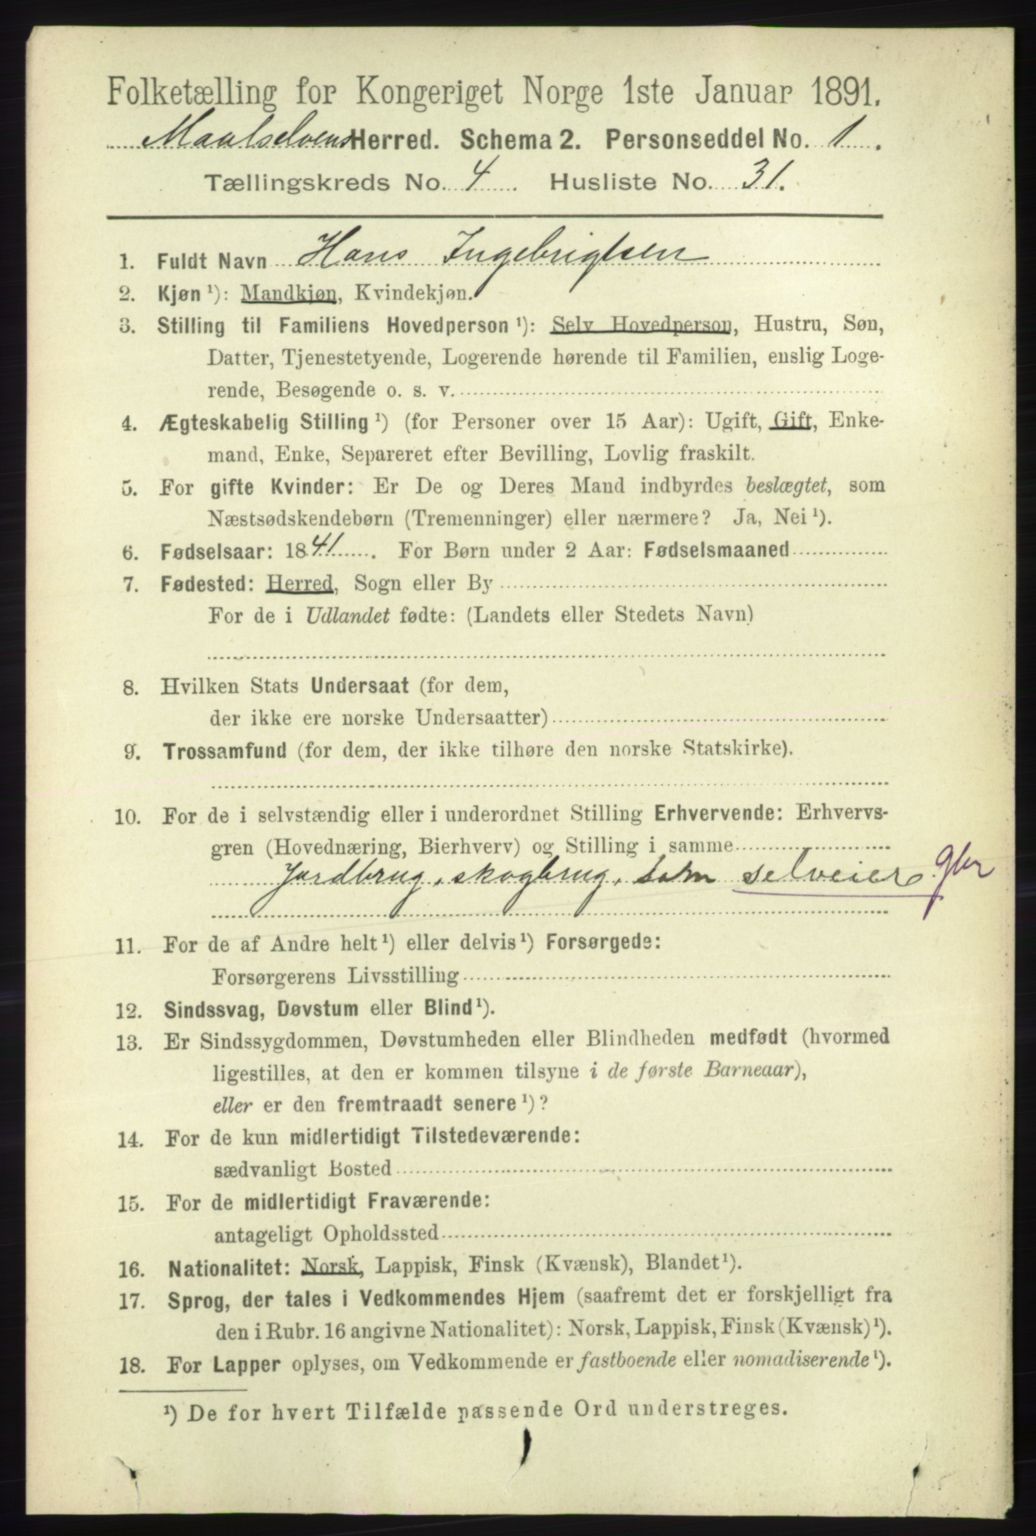 Folketælling for Kongeriget Norge 1ste Januar 1891.
Maalselvens Herred. Schema 2. Personseddel No. 1.
Tællingskreds No. 4 Husliste No. 31.
1. Fuldt Navn Hans Ingebrigtsen
2. Kjøn¹): Mandkjøn, Kvindekjøn.
3. Stilling til Familiens Hovedperson¹): Selv Hovedperson, Hustru, Søn,
Datter, Tjenestetyende, Logerende hørende til Familien, enslig Loge-
rende, Besøgende o. s. v.
4. Ægteskabelig Stilling¹) (for Personer over 15 Aar): Ugift, Gift, Enke-
mand, Enke, Separeret efter Bevilling, Lovlig fraskilt.
5. For gifte Kvinder: Er De og Deres Mand indbyrdes beslægtet, som
Næstsødskendebørn (Tremenninger) eller nærmere? Ja, Nei¹).
6. Fødselsaar: 1841. For Børn under 2 Aar: Fødselsmaaned
7. Fødested: Herred, Sogn eller By
For de i Udlandet fødte: (Landets eller Stedets Navn)
8. Hvilken Stats Undersaat (for dem,
der ikke ere norske Undersaatter)
9. Trossamfund (for dem, der ikke tilhøre den norske Statskirke).
10. For de i selvstændig eller i underordnet Stilling Erhvervende: Erhvervs-
gren (Hovednæring, Bierhverv) og Stilling i samme
Jordbrug, skogbrug, som selveier. gbr
11. For de af Andre helt¹) eller delvis¹) Forsørgede:
Forsørgerens Livsstilling
12. Sindssvag, Døvstum eller Blind¹).
13. Er Sindssygdommen, Døvstumheden eller Blindheden medfødt (hvormed
ligestilles, at den er kommen tilsyne i de første Barneaar),
eller er den fremtraadt senere¹)?
14. For de kun midlertidigt Tilstedeværende:
sædvanligt Bosted
15. For de midlertidigt Fraværende:
antageligt Opholdssted
16. Nationalitet: Norsk, Lappisk, Finsk (Kvænsk), Blandet¹).
17. Sprog, der tales i Vedkommendes Hjem (saafremt det er forskjelligt fra
den i Rubr. 16 angivne Nationalitet): Norsk, Lappisk, Finsk (Kvænsk)¹).
18. For Lapper oplyses, om Vedkommende er fastboende eller nomadiserende¹).
¹) De for hvert Tilfælde passende Ord understreges.